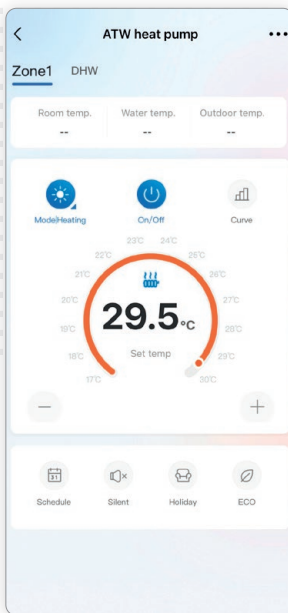 ATW heat pump
Zone1 DHW
Room temp. Water temp. Outdoor temp.
-- -- --
Mode|Heating On/Off Curve
23℃ 24℃
22℃ 25℃
21℃ 26℃
20℃ 27℃
19℃ 28℃
18℃ 29℃
17℃ 30℃
29.5℃
Set temp
31
Schedule Silent Holiday ECO